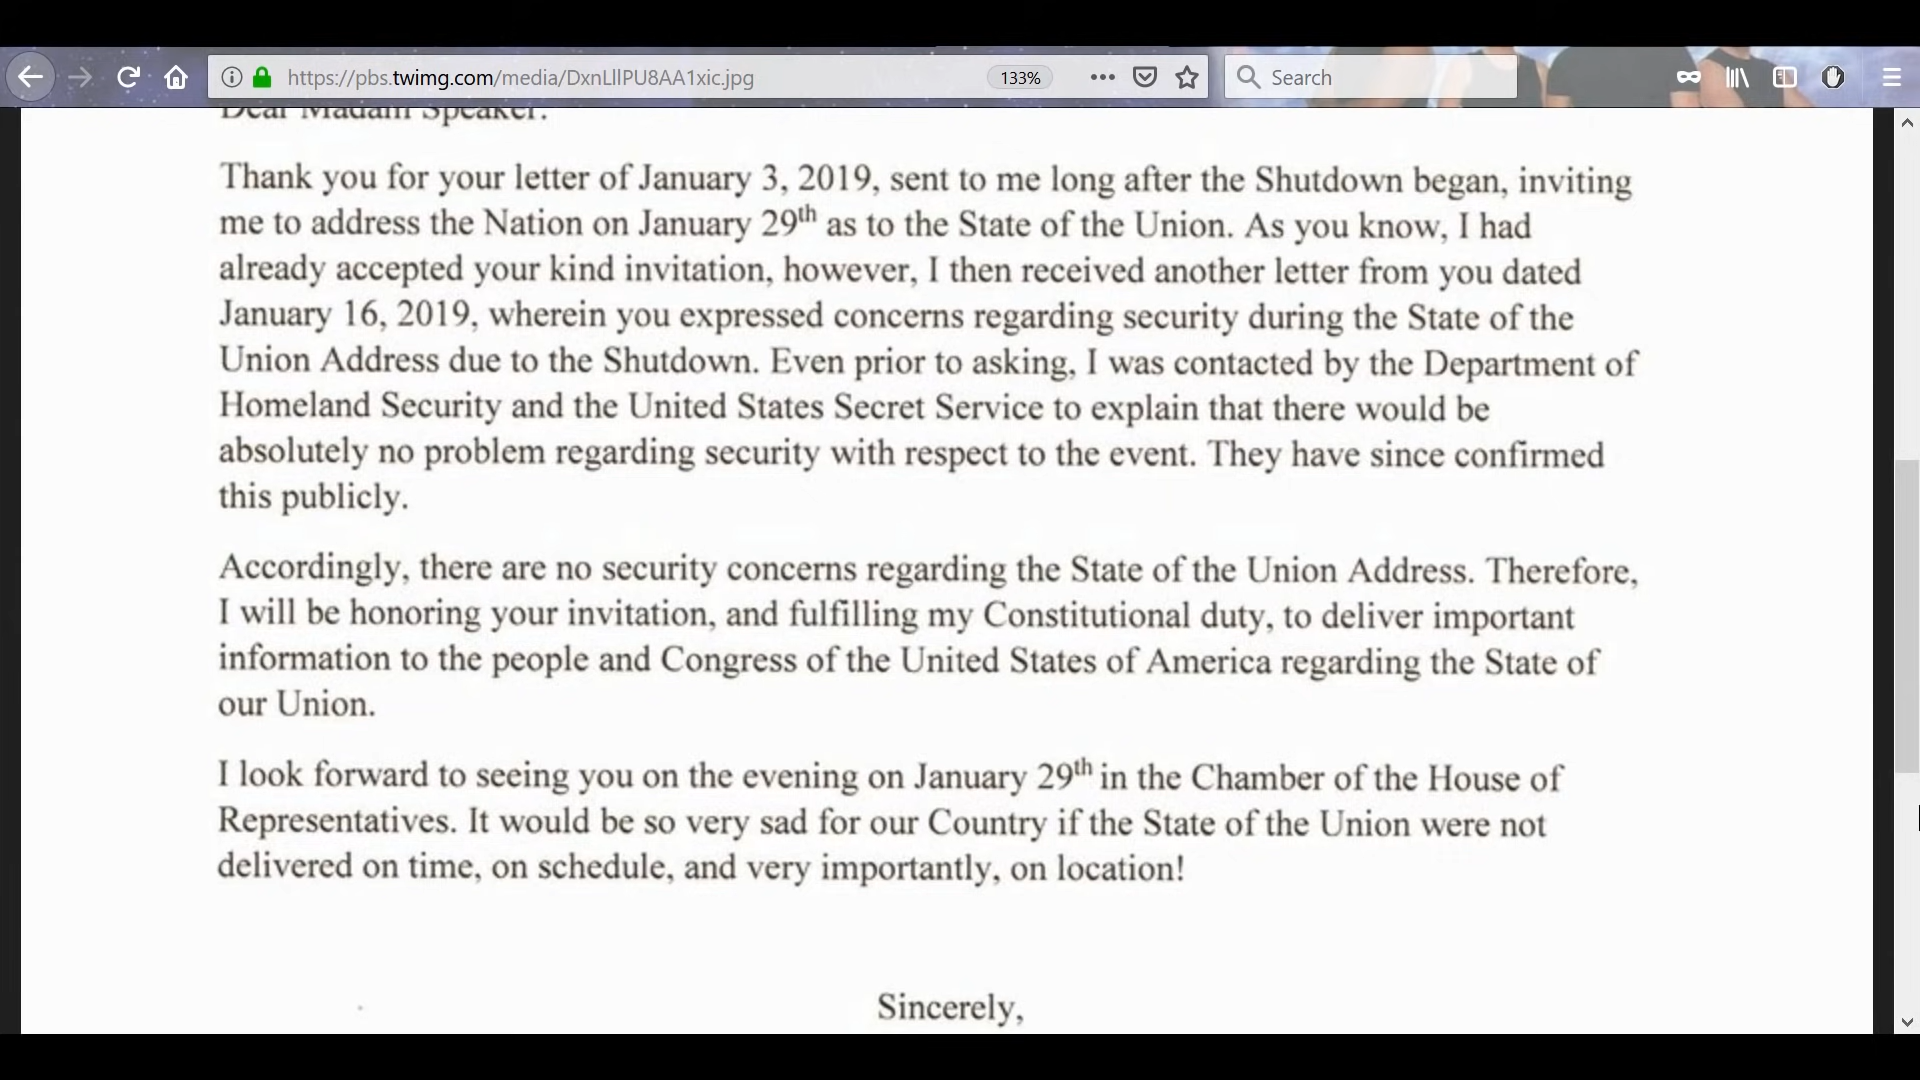 https://pbs.twimg.com/media/DxnLllPU8AA1xic.jpg
133%
Search
Dear Madam Speaker:
Thank you for your letter of January 3, 2019, sent to me long after the Shutdown began, inviting
me to address the Nation on January 29th as to the State of the Union. As you know, I had
already accepted your kind invitation, however, I then received another letter from you dated
January 16, 2019, wherein you expressed concerns regarding security during the State of the
Union Address due to the Shutdown. Even prior to asking, I was contacted by the Department of
Homeland Security and the United States Secret Service to explain that there would be
absolutely no problem regarding security with respect to the event. They have since confirmed
this publicly.
Accordingly, there are no security concerns regarding the State of the Union Address. Therefore,
I will be honoring your invitation, and fulfilling my Constitutional duty, to deliver important
information to the people and Congress of the United States of America regarding the State of
our Union.
I look forward to seeing you on the evening on January 29th in the Chamber of the House of
Representatives. It would be so very sad for our Country if the State of the Union were not
delivered on time, on schedule, and very importantly, on location!
Sincerely,